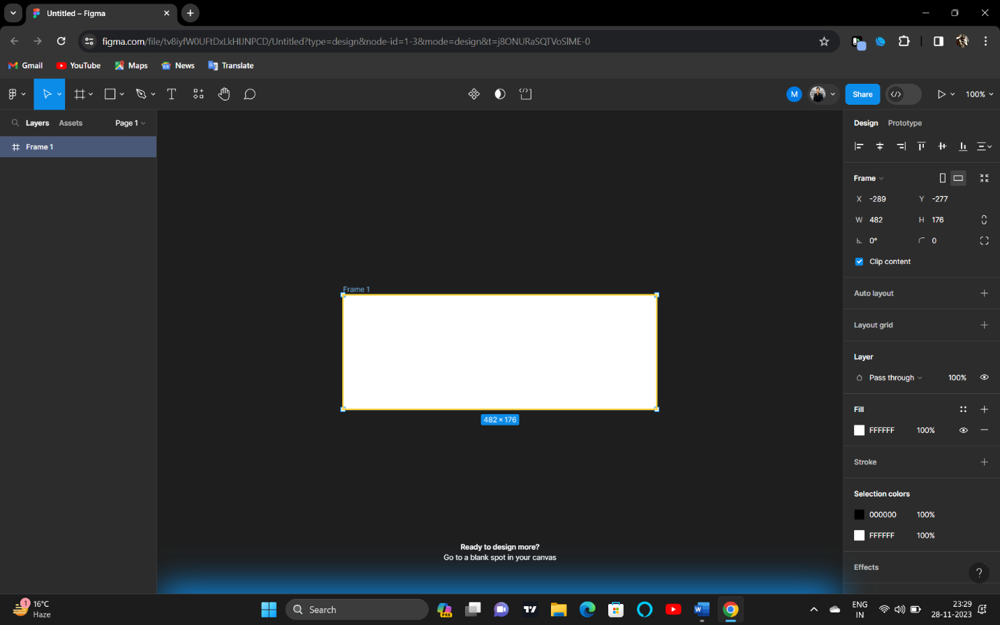 Untitled – Figma
figma.com/file/tv8iyfW0UFtDxLkHIJNPCD/Untitled?type=design&node-id=1-3&mode=design&t=j8ONURaSQTVoSlME-0
Gmail YouTube Maps News Translate
M Share 100%
Layers Assets Page 1
Design Prototype
Frame 1
Frame
X -289 Y -277
W 482 H 176
0° 0
Clip content
Frame 1
Auto layout
Layout grid
Layer
Pass through 100%
Fill
482 × 176
FFFFFF 100%
Stroke
Selection colors
000000 100%
FFFFFF 100%
Ready to design more?
Go to a blank spot in your canvas
Effects
?
1
16°C
Haze
Search
PRE
W
ENG
IN
23:29
28-11-2023